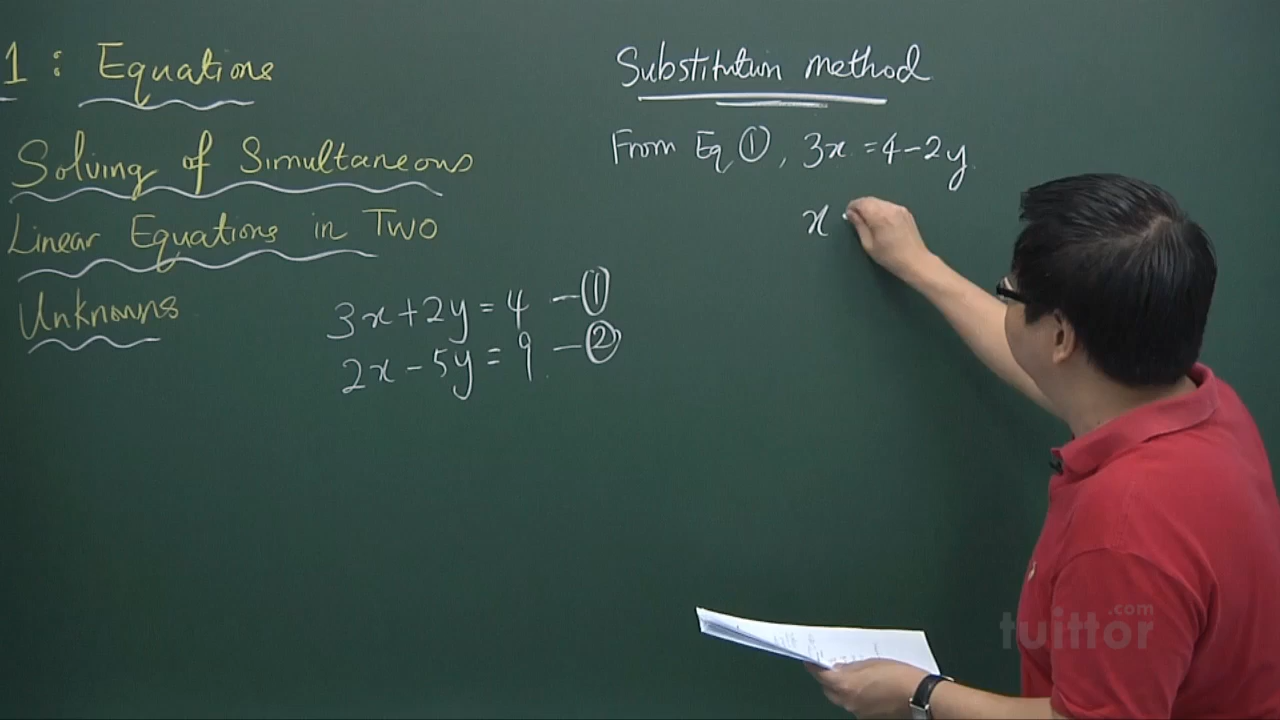 1 : Equations
Solving of Simultaneous
Linear Equations in Two
Unknowns
3x+2y=4 —①
2x-5y=9 —②
Substitution method
From Eq ①, 3x=4-2y
x
tuittor.com